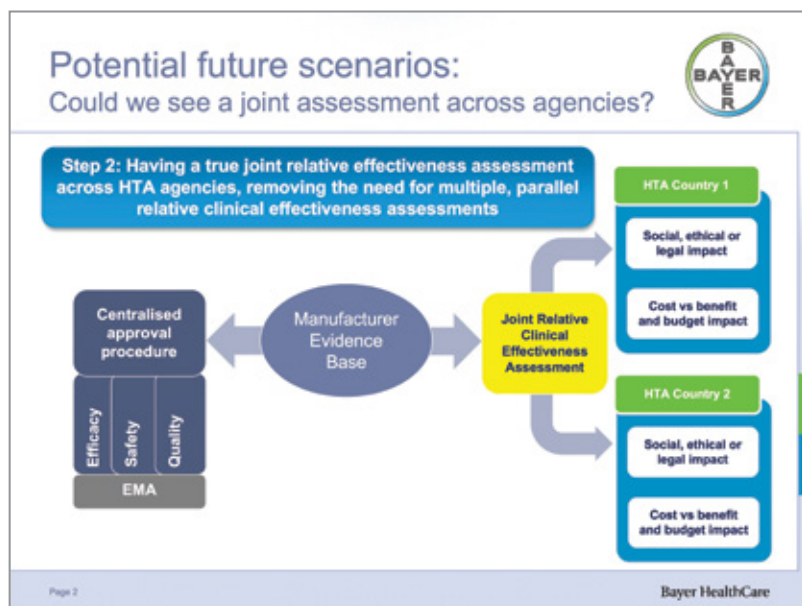 Potential future scenarios:
Could we see a joint assessment across agencies?
BAYER
BAYER
Step 2: Having a true joint relative effectiveness assessment
across HTA agencies, removing the need for multiple, parallel
relative clinical effectiveness assessments
Centralised
approval
procedure
Efficacy
Safety
Quality
EMA
Manufacturer
Evidence
Base
Joint Relative
Clinical
Effectiveness
Assessment
HTA Country 1
Social, ethical or
legal impact
Cost vs benefit
and budget impact
HTA Country 2
Social, ethical or
legal impact
Cost vs benefit
and budget impact
Page 2
Bayer HealthCare